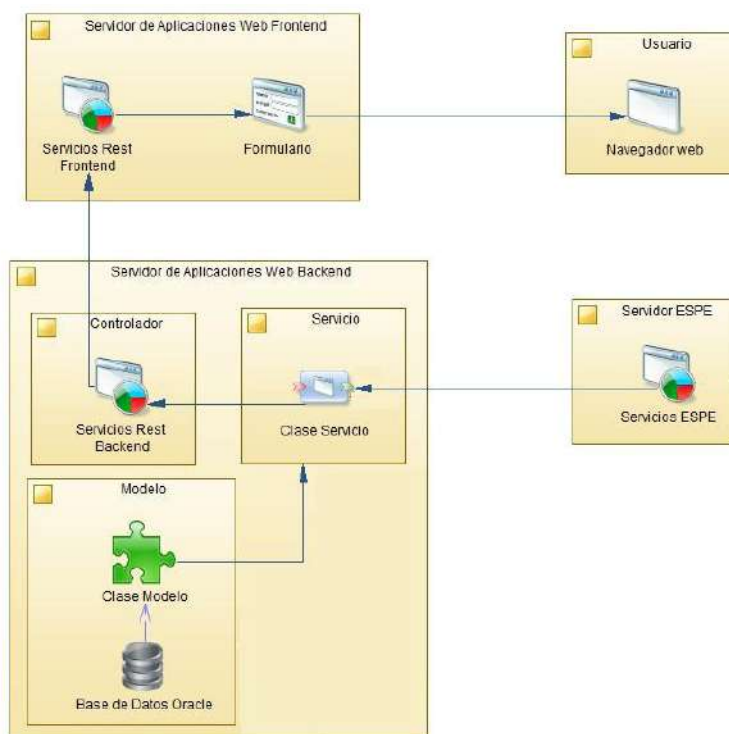 Servidor de Aplicaciones Web Frontend
Servicios Rest
Frontend
Formulario
Usuario
Navegador web
Servidor de Aplicaciones Web Backend
Controlador
Servicios Rest
Backend
Servicio
Clase Servicio
Servidor ESPE
Servicios ESPE
Modelo
Clase Modelo
Base de Datos Oracle